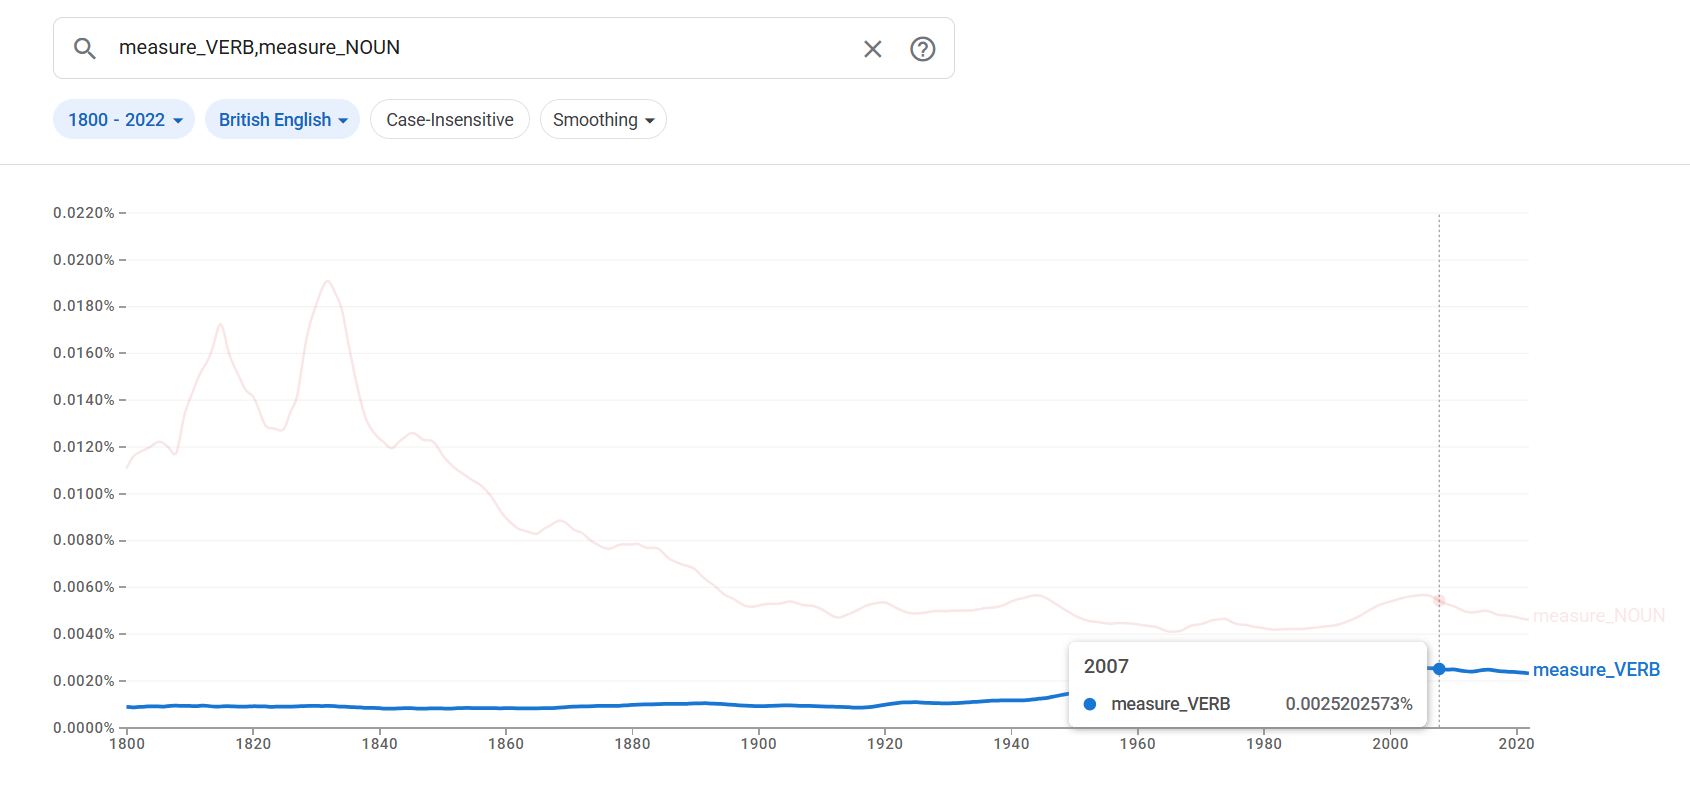 measure_VERB,measure_NOUN
1800 - 2022 British English Case-Insensitive Smoothing
0.0220%
0.0200%
0.0180%
0.0160%
0.0140%
0.0120%
0.0100%
0.0080%
0.0060%
0.0040%
0.0020%
0.0000%
measure_NOUN
measure_VERB
2007
measure_VERB 0.0025202573%
1800 1820 1840 1860 1880 1900 1920 1940 1960 1980 2000 2020